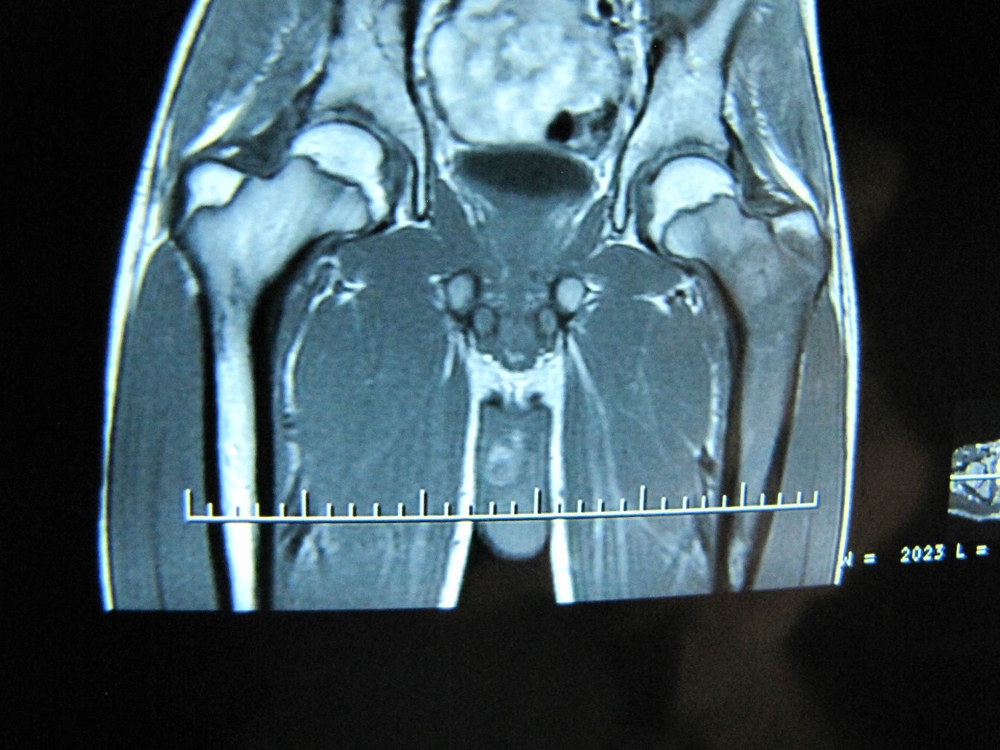 W = 2023 L =